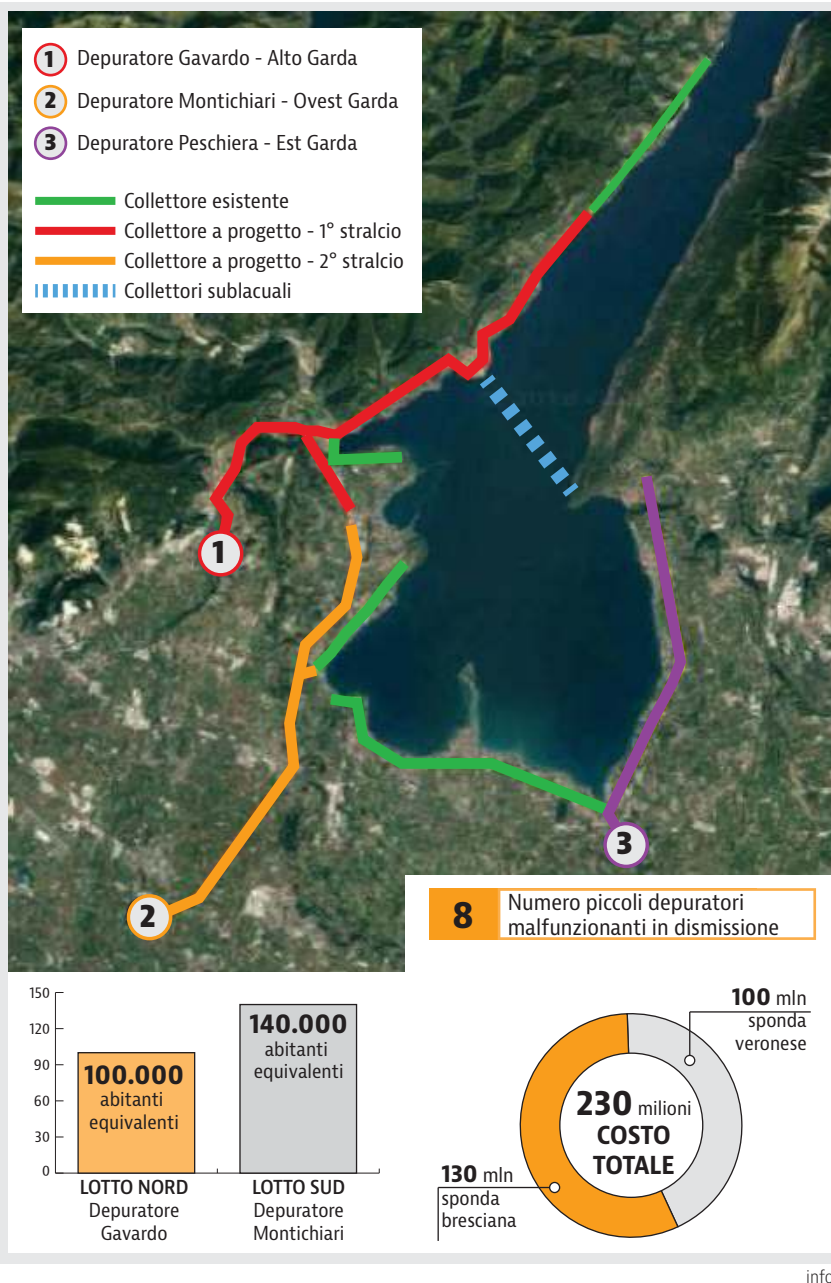 1 Depuratore Gavardo - Alto Garda
2 Depuratore Montichiari - Ovest Garda
3 Depuratore Peschiera - Est Garda
Collettore esistente
Collettore a progetto - 1° stralcio
Collettore a progetto - 2° stralcio
Collettori sublacuali
1
2
3
8
Numero piccoli depuratori
malfunzionanti in dismissione
150
120
90
60
30
0
100.000
abitanti
equivalenti
140.000
abitanti
equivalenti
LOTTO NORD
Depuratore
Gavardo
LOTTO SUD
Depuratore
Montichiari
100 mln
sponda
veronese
230 milioni
COSTO
TOTALE
130 mln
sponda
bresciana
info